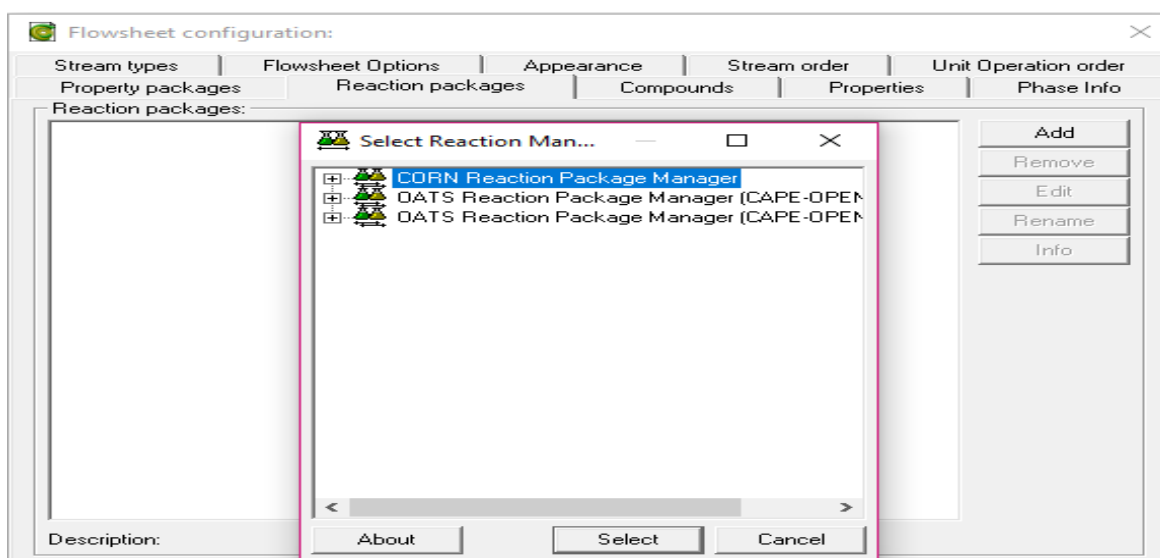 Flowsheet configuration:
Stream types Flowsheet Options Appearance Stream order Unit Operation order
Property packages Reaction packages Compounds Properties Phase Info
Reaction packages:
Add
Select Reaction Man...
Remove
CORN Reaction Package Manager
Edit
OATS Reaction Package Manager (CAPE-OPEN
OATS Reaction Package Manager (CAPE-OPEN
Rename
Info
Description:
About Select Cancel